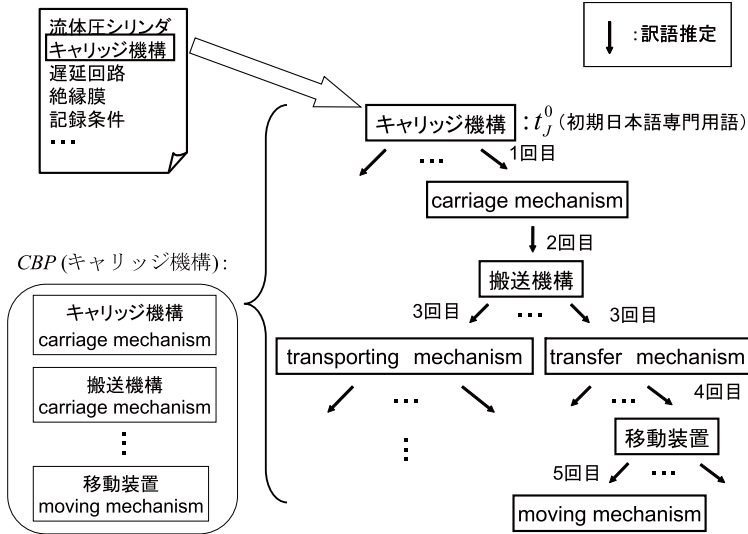 流体圧シリンダ
キャリッジ機構
遅延回路
絶縁膜
記録条件
…
:訳語推定
キャリッジ機構 : t_J^0 (初期日本語専門用語)
… 1回目
carriage mechanism
2回目
搬送機構
3回目 … 3回目
transporting mechanism transfer mechanism
… … 4回目
⋮ 移動装置
5回目 …
moving mechanism
CBP (キャリッジ機構) :
キャリッジ機構
carriage mechanism
搬送機構
carriage mechanism
⋮
移動装置
moving mechanism